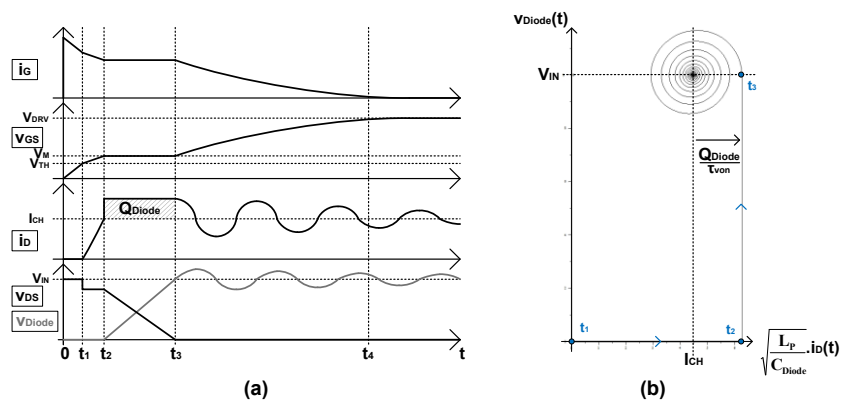 iG
VDRV
vGS
VM
VTH
QDiode
ICH
iD
VIN
vDS
vDiode
0 t1 t2 t3 t4 t
(a)
vDiode(t)
VIN
t3
QDiode
τvon
t1
t2
ICH
√LP/CDiode.iD(t)
(b)